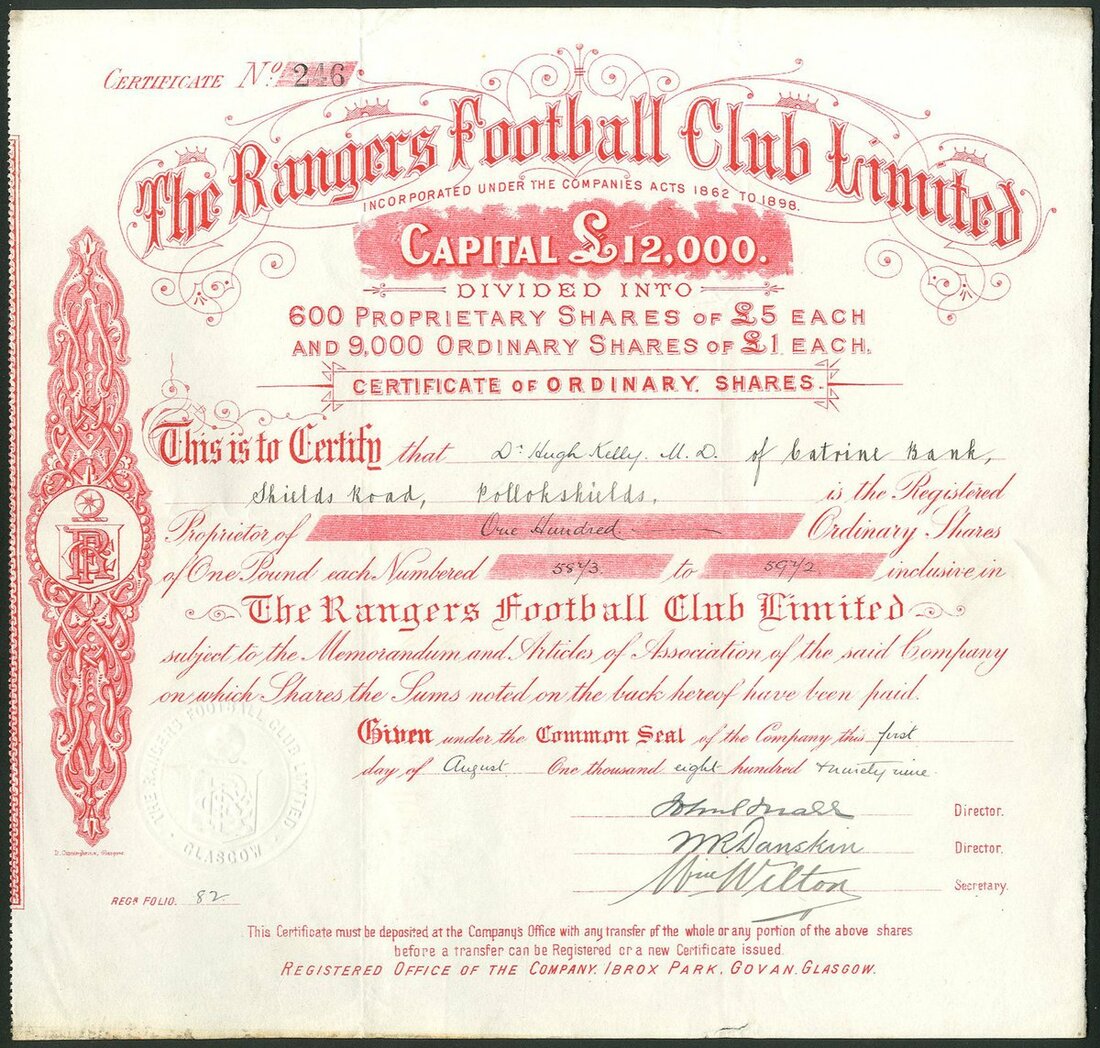 CERTIFICATE No. 246
The Rangers Football Club Limited
INCORPORATED UNDER THE COMPANIES ACTS 1862 TO 1898.
CAPITAL £12,000.
DIVIDED INTO
600 PROPRIETARY SHARES OF £5 EACH
AND 9,000 ORDINARY SHARES OF £1 EACH.
CERTIFICATE OF ORDINARY SHARES.
This is to Certify that Dr Hugh Kelly. M.D. of Catrine Bank,
Shields Road, Pollokshields, is the Registered
Proprietor of One Hundred Ordinary Shares
of One Pound each Numbered 5843. to 5942 inclusive in
The Rangers Football Club Limited
subject to the Memorandum and Articles of Association of the said Company
on which Shares the Sums noted on the back hereof have been paid.
Given under the Common Seal of the Company this first
day of August One thousand eight hundred & ninety nine.
THE RANGERS FOOTBALL CLUB LIMITED
GLASGOW
Director.
WR Danskin Director.
Wm Wilton Secretary.
REGR FOLIO. 82
This Certificate must be deposited at the Company's Office with any transfer of the whole or any portion of the above shares
before a transfer can be Registered or a new Certificate issued.
REGISTERED OFFICE OF THE COMPANY, IBROX PARK, GOVAN, GLASGOW.